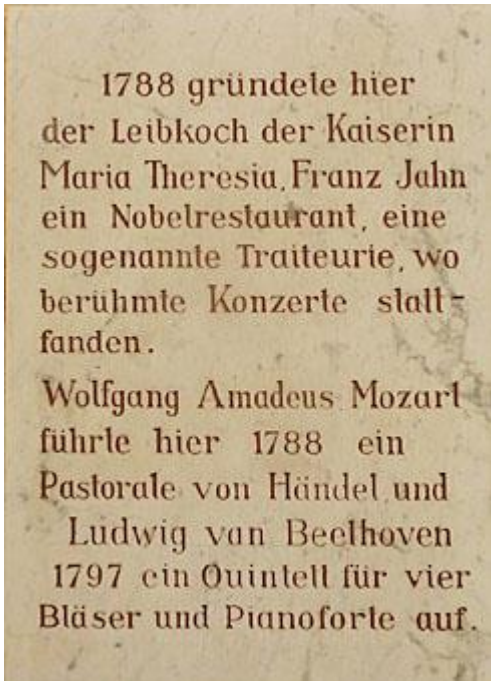 1788 gründete hier
der Leibkoch der Kaiserin
Maria Theresia, Franz Jahn
ein Nobelrestaurant, eine
sogenannte Traiteurie, wo
berühmte Konzerte statt-
fanden.
Wolfgang Amadeus Mozart
führte hier 1788 ein
Pastorale von Händel und
Ludwig van Beethoven
1797 ein Quintett für vier
Bläser und Pianoforte auf.